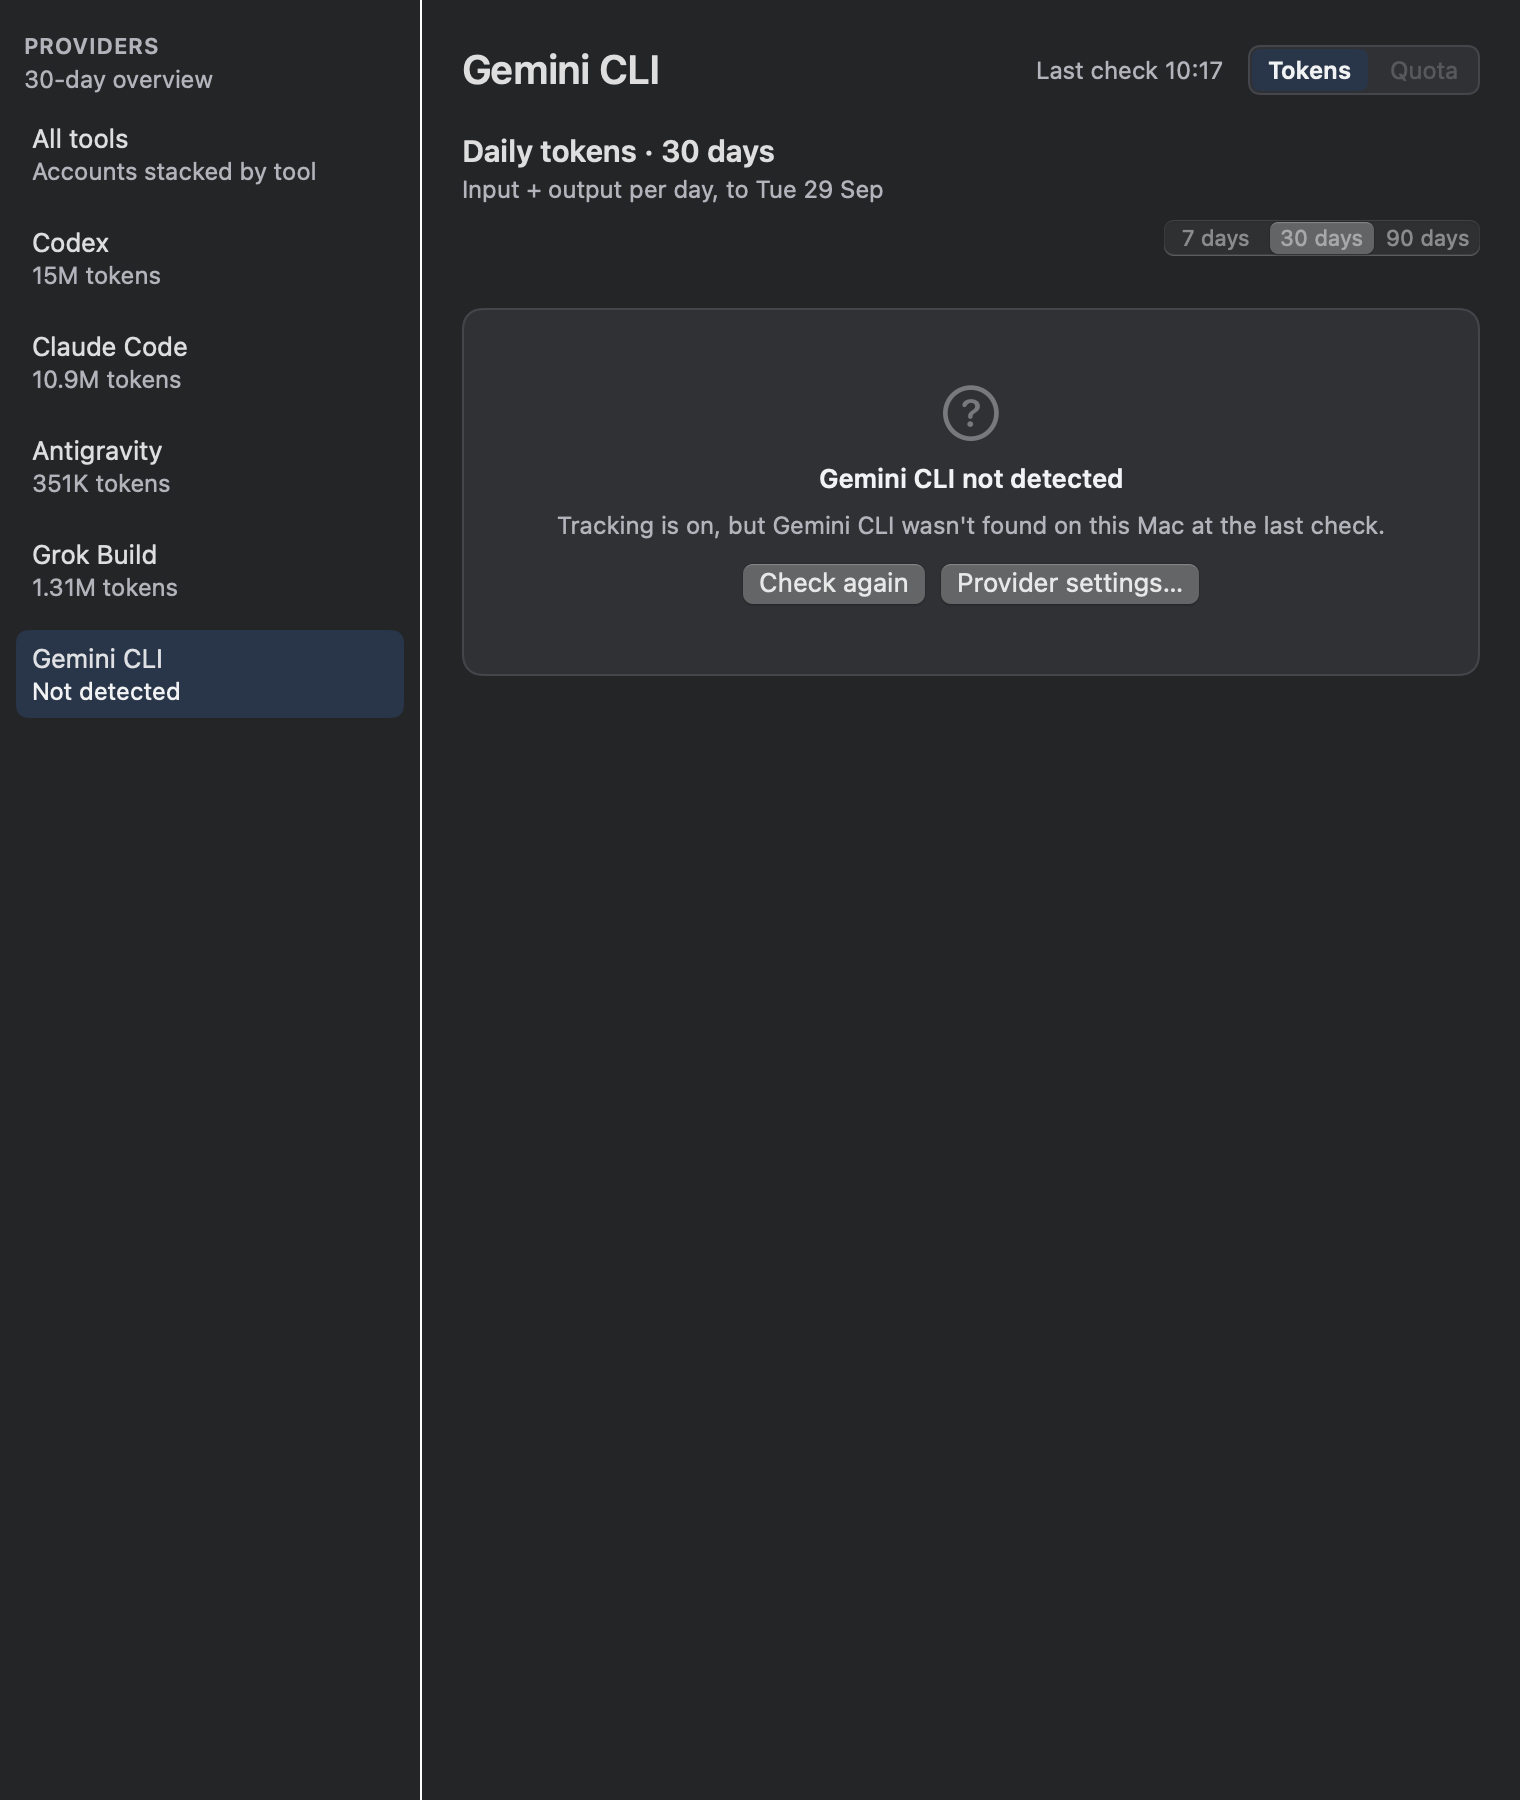 PROVIDERS
30-day overview
All tools
Accounts stacked by tool
Codex
15M tokens
Claude Code
10.9M tokens
Antigravity
351K tokens
Grok Build
1.31M tokens
Gemini CLI
Not detected
Gemini CLI
Last check 10:17
Tokens
Quota
Daily tokens · 30 days
Input + output per day, to Tue 29 Sep
7 days
30 days
90 days
?
Gemini CLI not detected
Tracking is on, but Gemini CLI wasn't found on this Mac at the last check.
Check again
Provider settings...